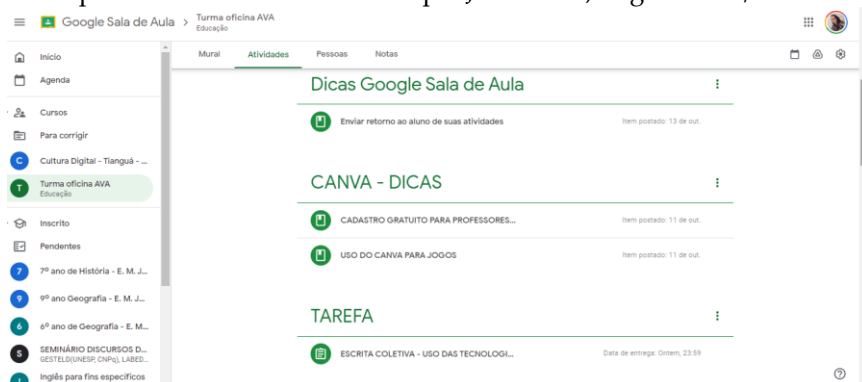 Google Sala de Aula > Turma oficina AVA
Educação
Início
Agenda
Cursos
Para corrigir
Cultura Digital - Tianguá - ...
Turma oficina AVA
Educação
Inscrito
Pendentes
7º ano de História - E. M. J...
9º ano Geografia - E. M. J...
6º ano de Geografia - E. M...
SEMINÁRIO DISCURSOS D...
GESTELD(UNESP, CNPq), LABED...
Inglês para fins específicos
Mural Atividades Pessoas Notas
Dicas Google Sala de Aula
Enviar retorno ao aluno de suas atividades Item postado: 13 de out.
CANVA - DICAS
CADASTRO GRATUITO PARA PROFESSORES... Item postado: 11 de out.
USO DO CANVA PARA JOGOS Item postado: 11 de out.
TAREFA
ESCRITA COLETIVA - USO DAS TECNOLOGI... Data de entrega: Ontem, 23:59